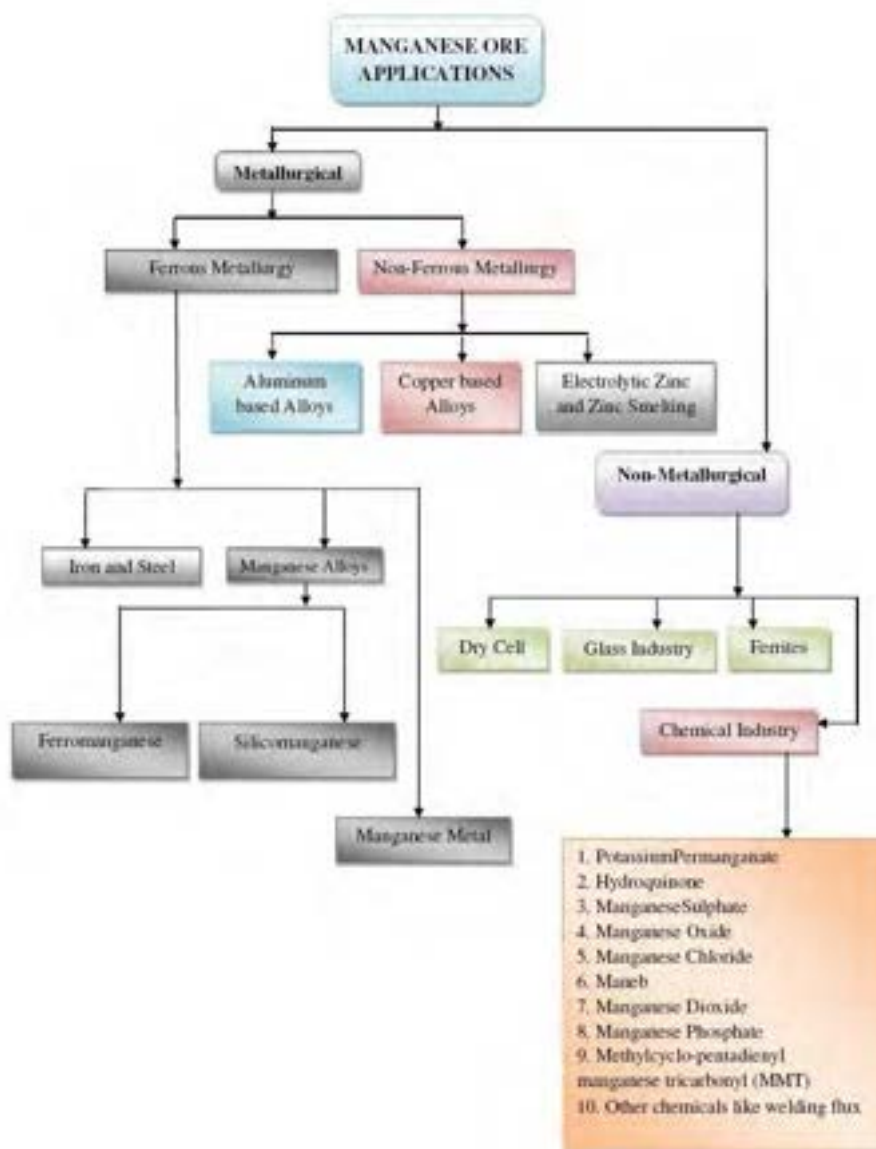 MANGANESE ORE
APPLICATIONS
Metallurgical
Ferrous Metallurgy
Non-Ferrous Metallurgy
Aluminum
based Alloys
Copper based
Alloys
Electrolytic Zinc
and Zinc Smelting
Non-Metallurgical
Iron and Steel
Manganese Alloys
Dry Cell
Glass Industry
Ferrites
Ferromanganese
Silicomanganese
Chemical Industry
Manganese Metal
1. PotassiumPermanganate
2. Hydroquinone
3. ManganeseSulphate
4. Manganese Oxide
5. Manganese Chloride
6. Maneb
7. Manganese Dioxide
8. Manganese Phosphate
9. Methylcyclo-pentadienyl
manganese tricarbonyl (MMT)
10. Other chemicals like welding flux